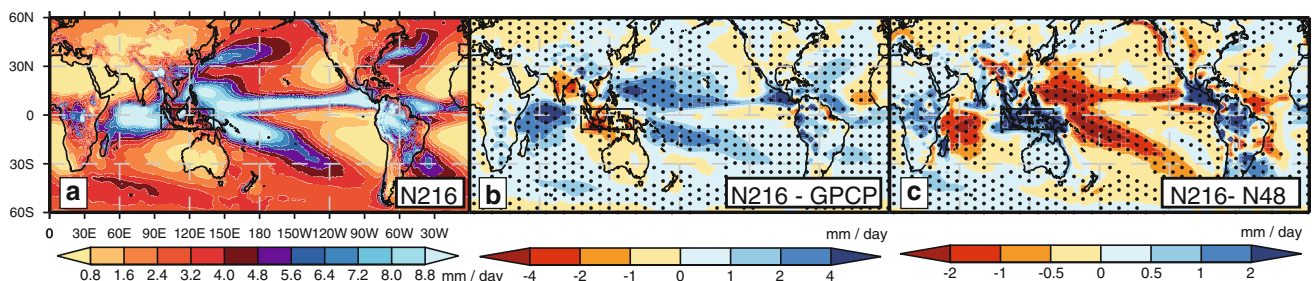 60N
30N
0
30S
60S
a
N216
b
N216 - GPCP
c
N216- N48
0 30E 60E 90E 120E 150E 180 150W 120W 90W 60W 30W
mm / day
mm / day
0.8 1.6 2.4 3.2 4.0 4.8 5.6 6.4 7.2 8.0 8.8 mm / day
-4 -2 -1 0 1 2 4
-2 -1 -0.5 0 0.5 1 2